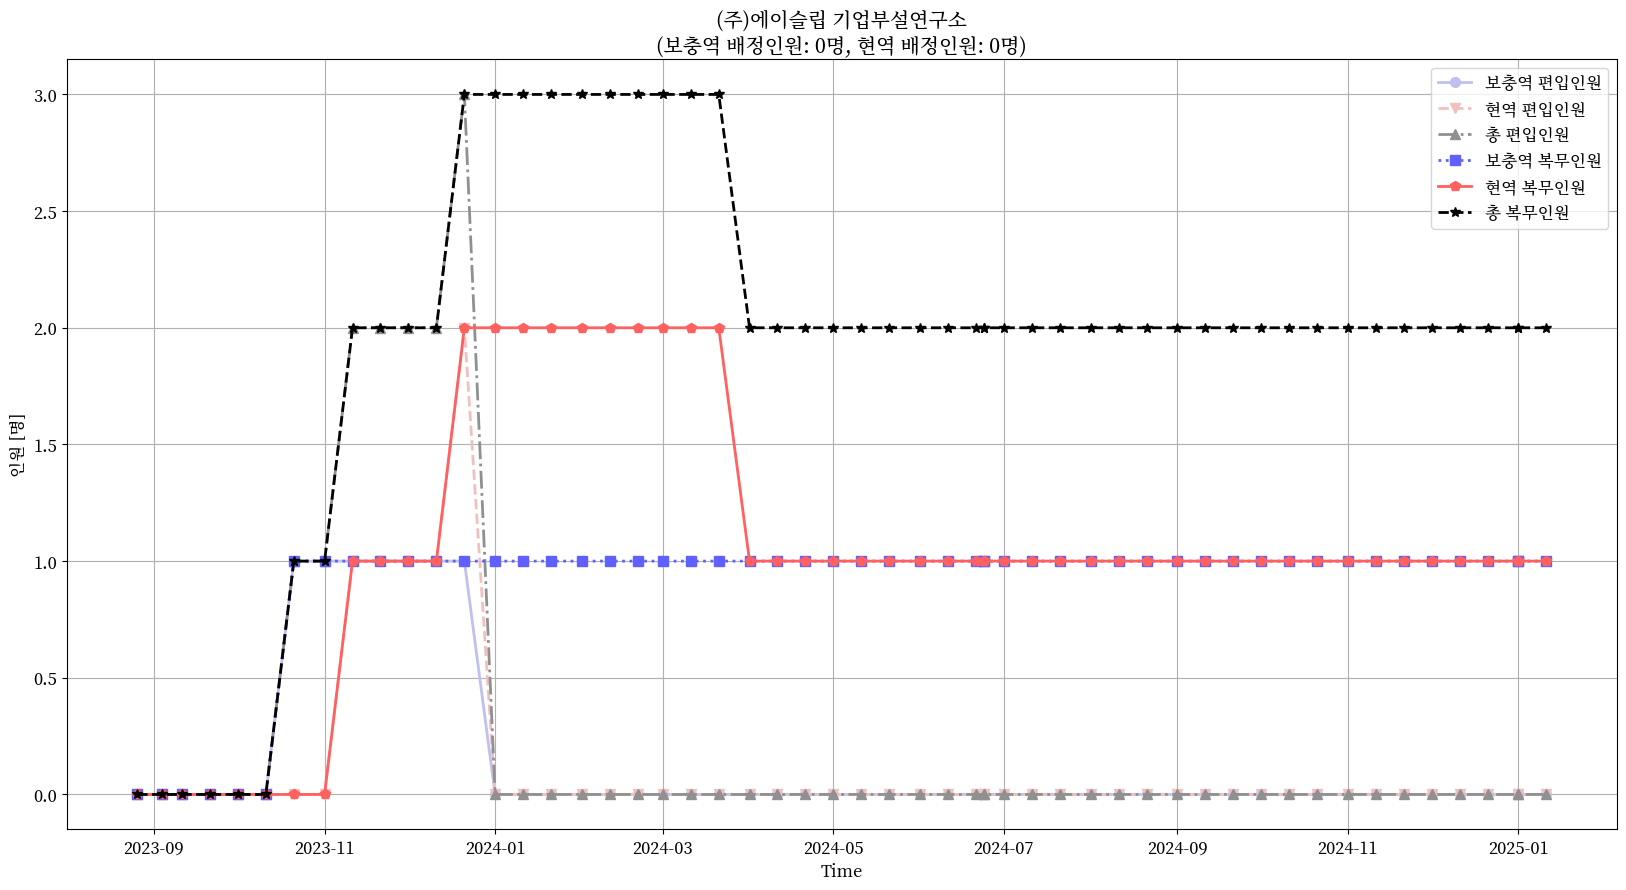 (주)에이슬립 기업부설연구소
(보충역 배정인원: 0명, 현역 배정인원: 0명)
보충역 편입인원
현역 편입인원
총 편입인원
보충역 복무인원
현역 복무인원
총 복무인원
인원 [명]
3.0
2.5
2.0
1.5
1.0
0.5
0.0
2023-09
2023-11
2024-01
2024-03
2024-05
2024-07
2024-09
2024-11
2025-01
Time